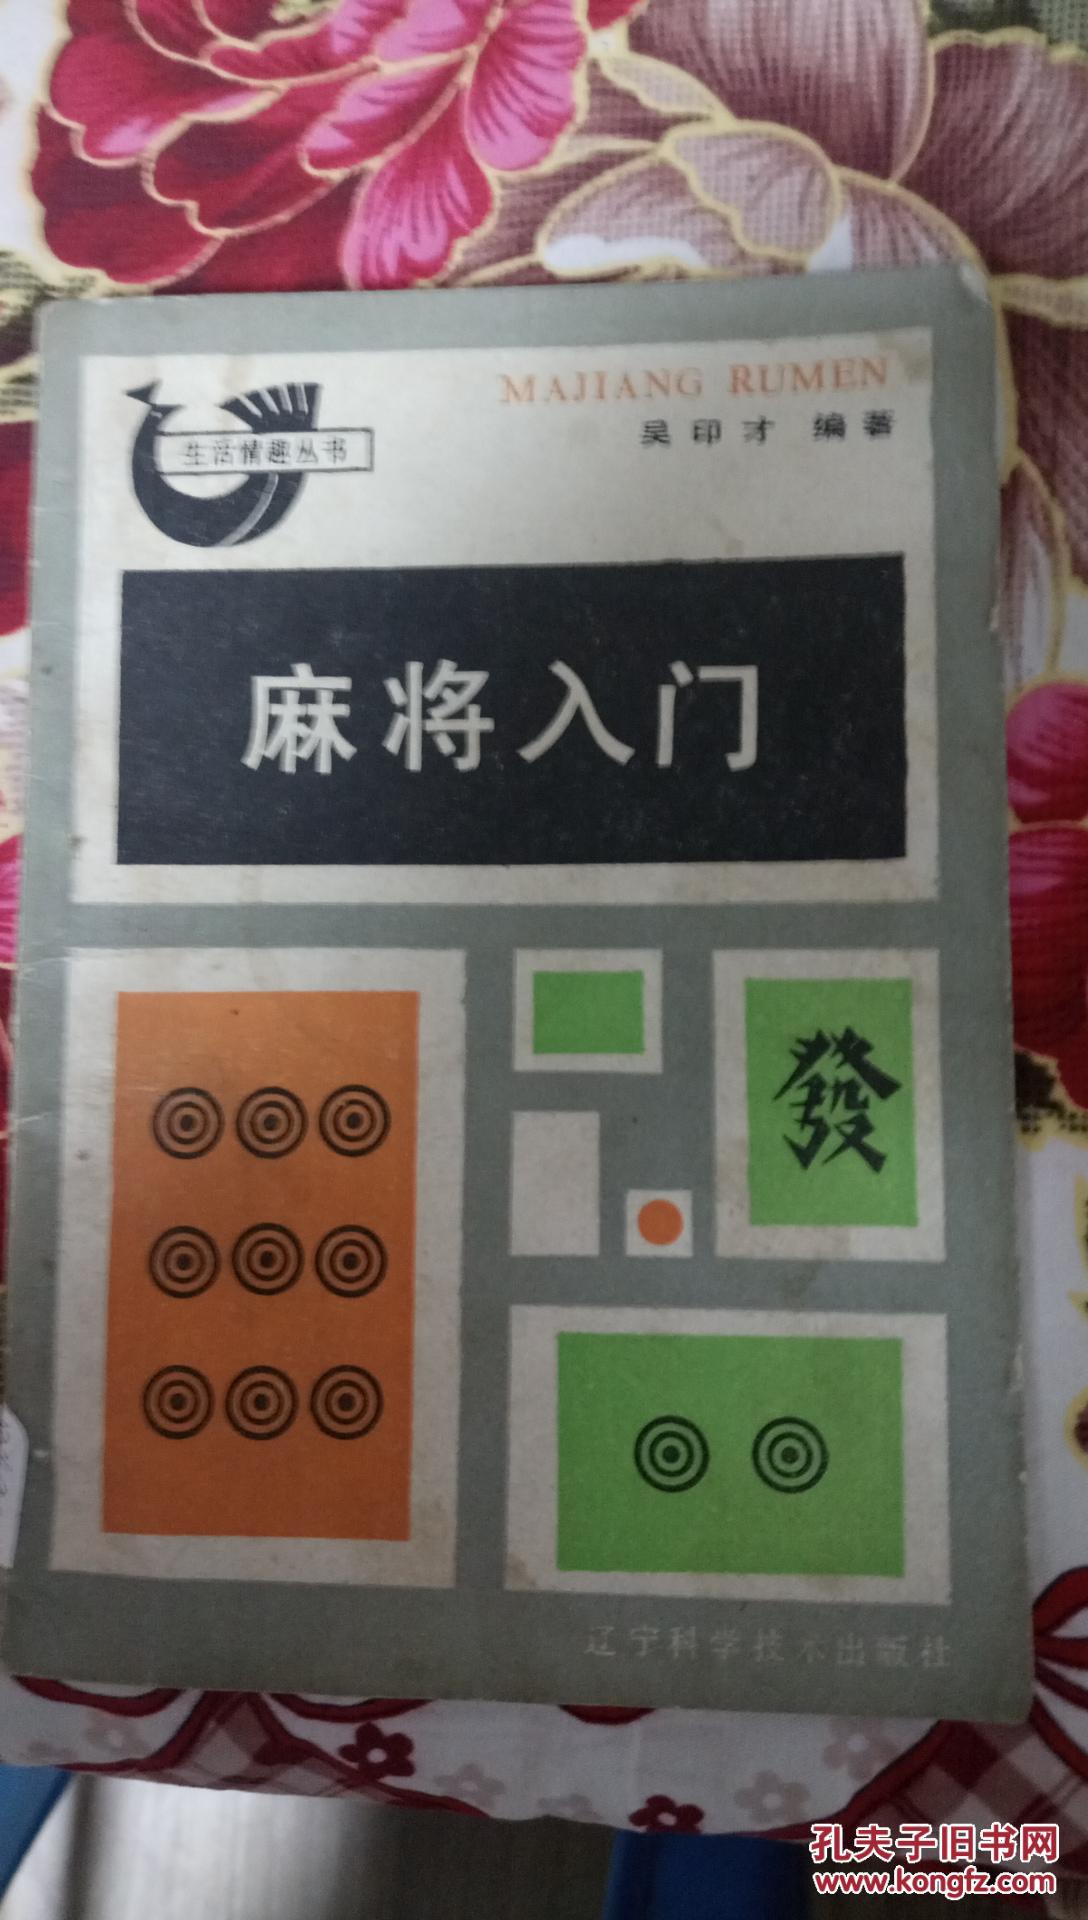 MAJIANG RUMEN
吴印才 编著
生活情趣丛书
麻将入门
發
辽宁科学技术出版社
孔夫子旧书网
www.kongfz.com